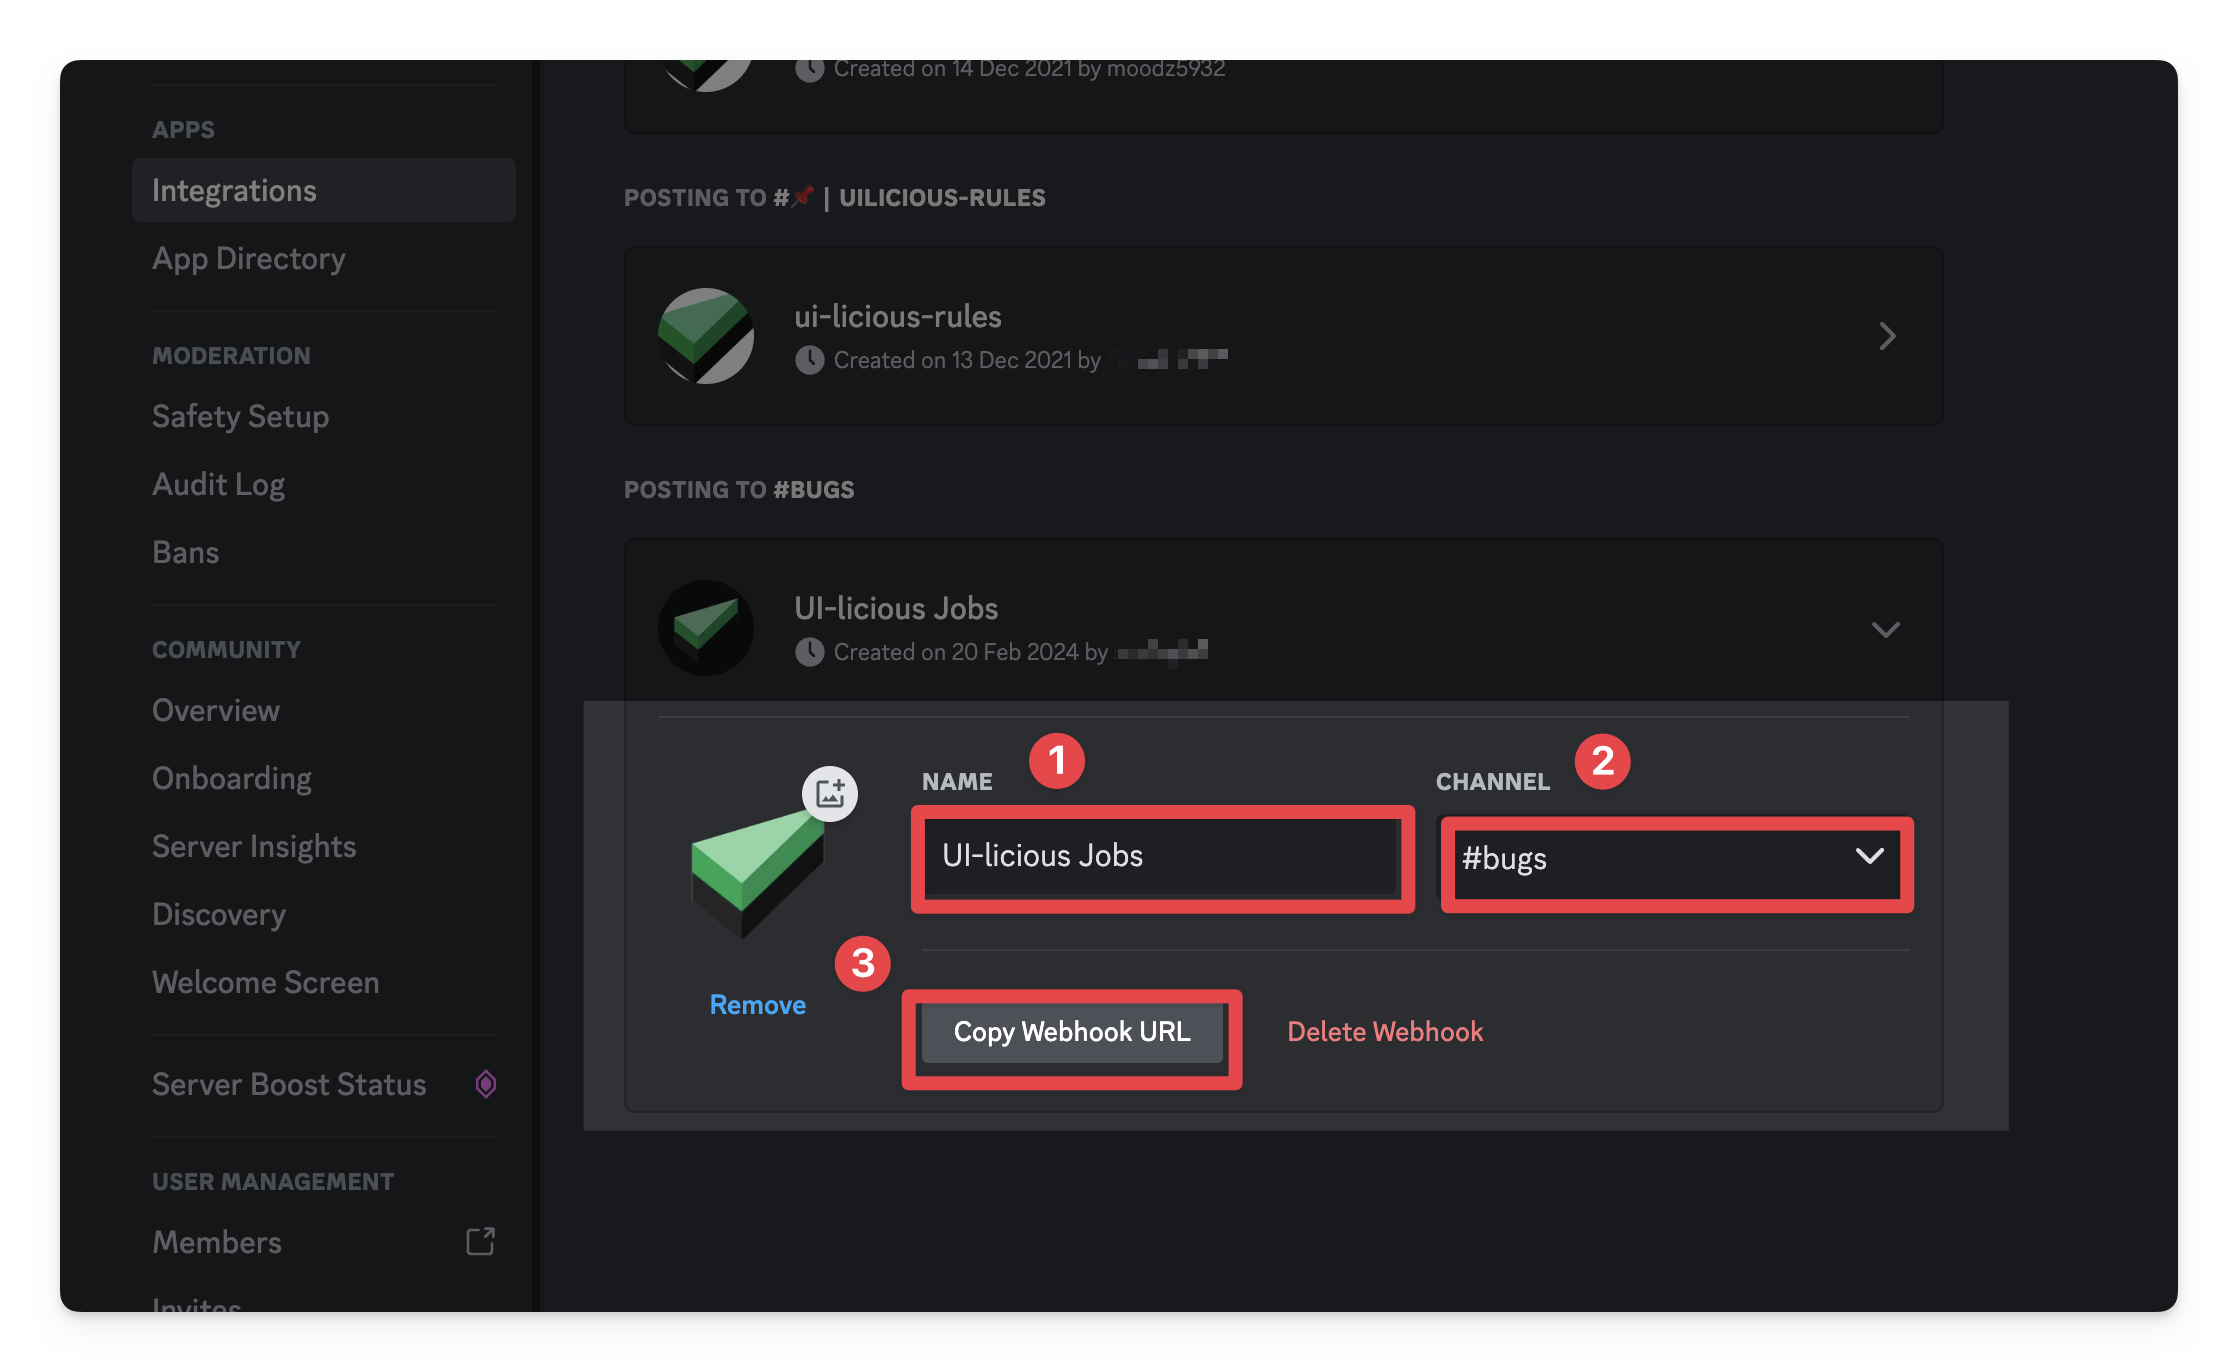 APPS
Integrations
App Directory
MODERATION
Safety Setup
Audit Log
Bans
COMMUNITY
Overview
Onboarding
Server Insights
Discovery
Welcome Screen
Server Boost Status
USER MANAGEMENT
Members
Invites
Created on 14 Dec 2021 by moodz5932
POSTING TO #📌 | UILICIOUS-RULES
ui-licious-rules
Created on 13 Dec 2021 by
POSTING TO #BUGS
UI-licious Jobs
Created on 20 Feb 2024 by
1
2
NAME
CHANNEL
UI-licious Jobs
#bugs
3
Remove
Copy Webhook URL
Delete Webhook